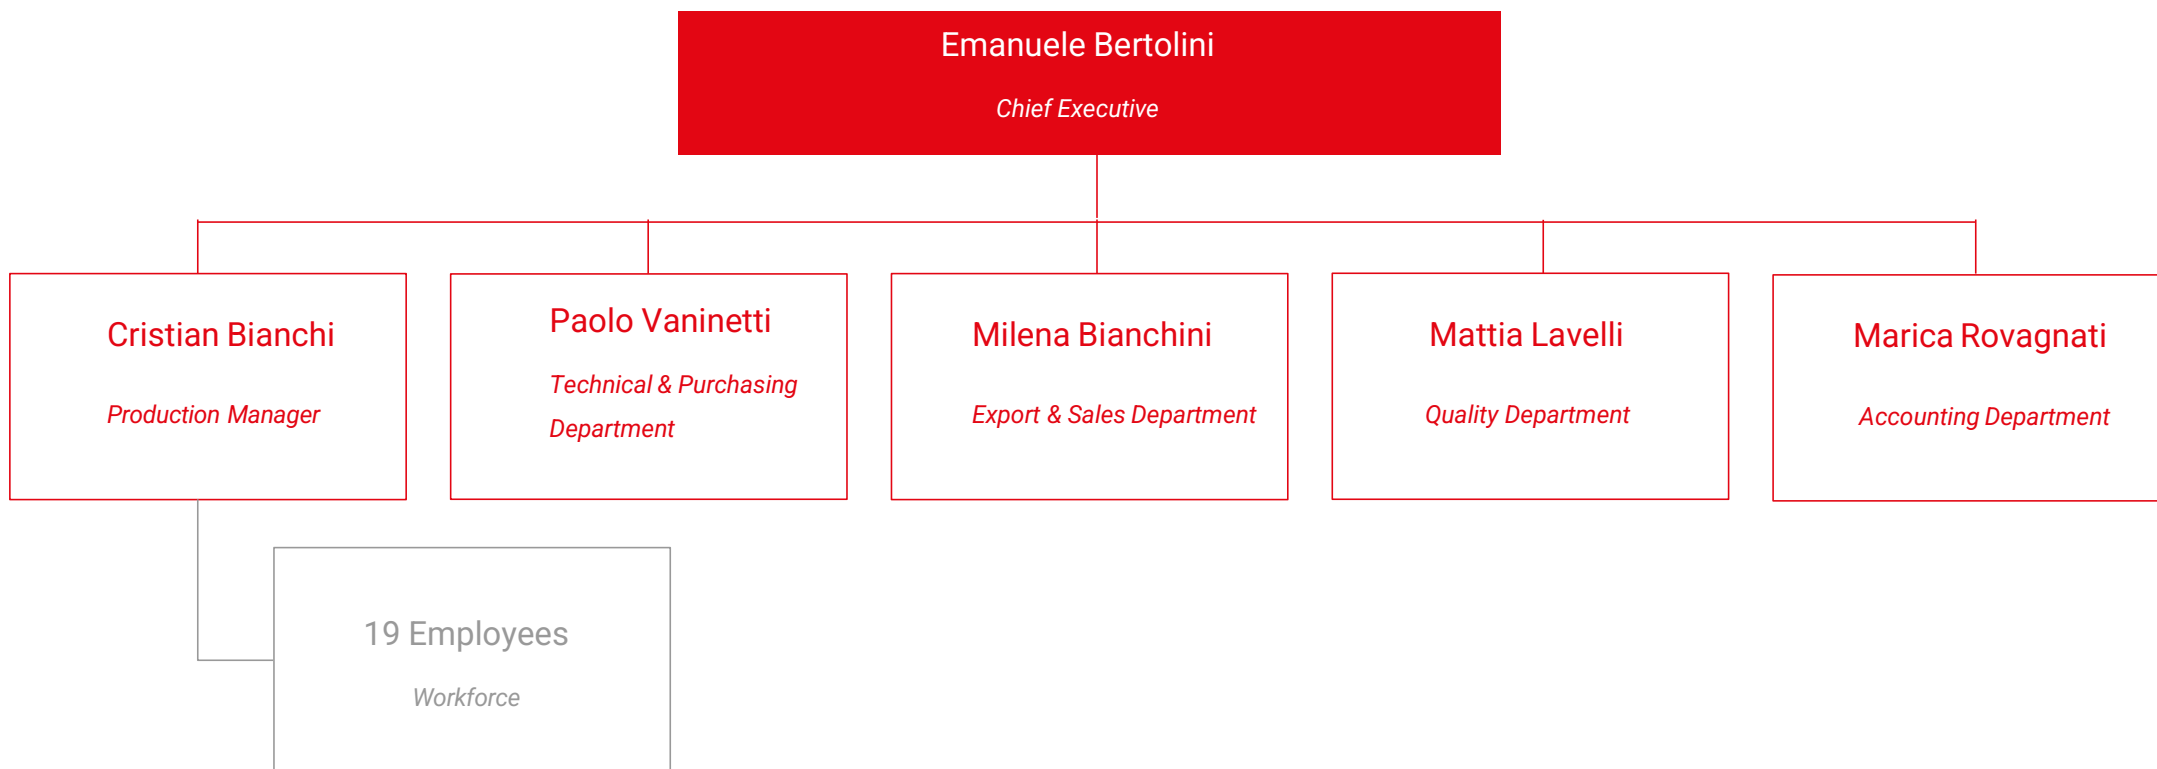 Emanuele Bertolini
Chief Executive
Cristian Bianchi
Production Manager
Paolo Vaninetti
Technical & Purchasing
Department
Milena Bianchini
Export & Sales Department
Mattia Lavelli
Quality Department
Marica Rovagnati
Accounting Department
19 Employees
Workforce